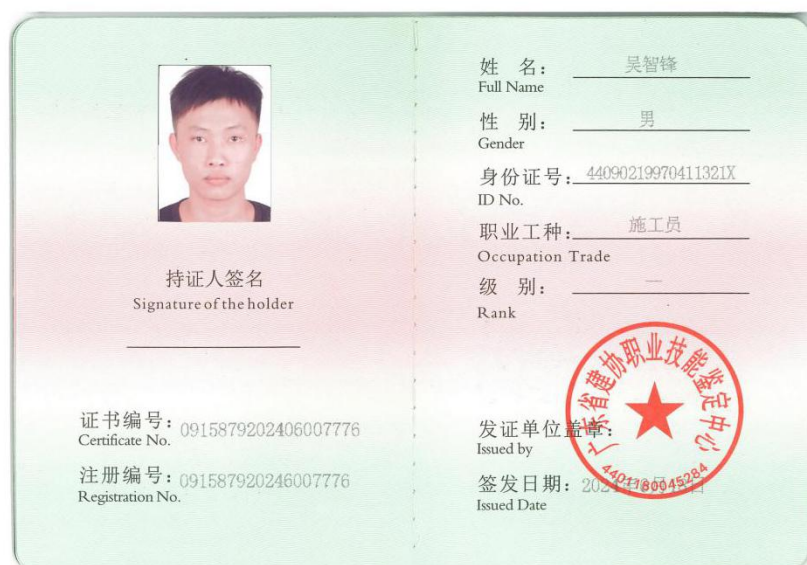 持证人签名
Signature of the holder
证书编号: 0915879202406007776
Certificate No.
注册编号: 091587920246007776
Registration No.
姓 名: 吴智锋
Full Name
性 别: 男
Gender
身份证号: 44090219970411321X
ID No.
职业工种: 施工员
Occupation Trade
级 别: 一
Rank
广东省建协职业技能鉴定中心
发证单位盖章:
Issued by
4401180045284
签发日期:
Issued Date